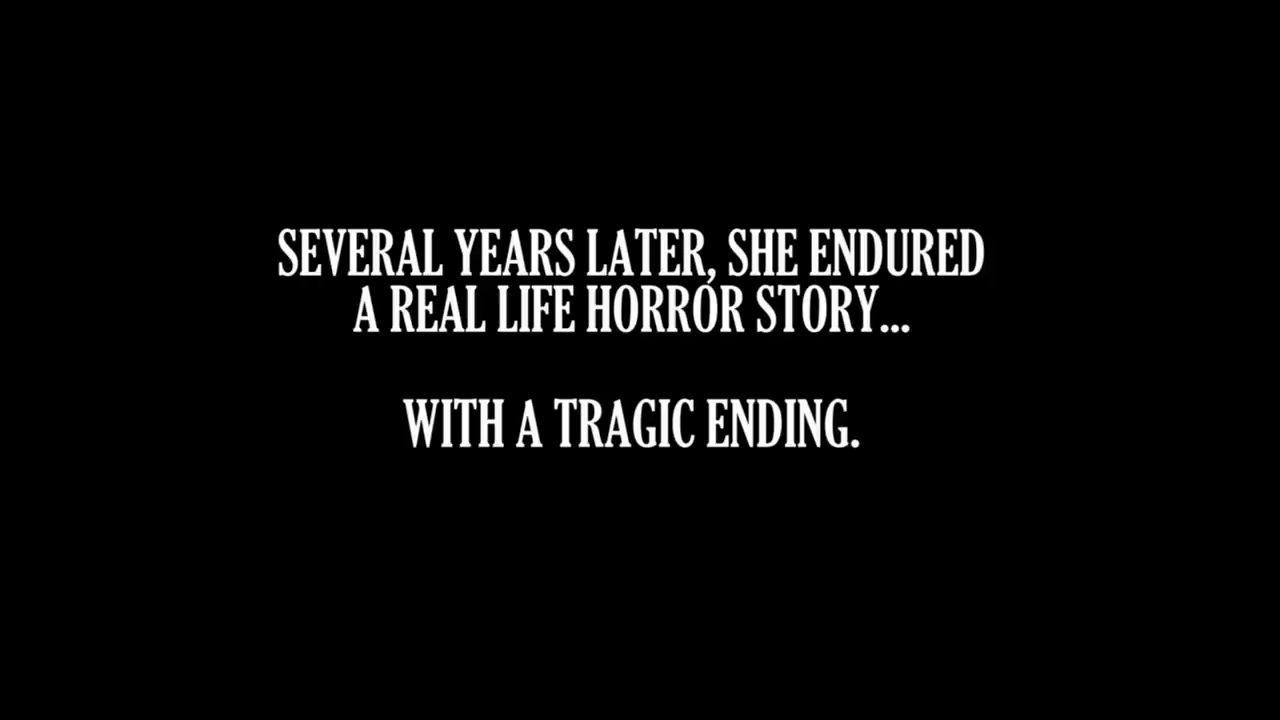 SEVERAL YEARS LATER, SHE ENDURED
A REAL LIFE HORROR STORY...
WITH A TRAGIC ENDING.